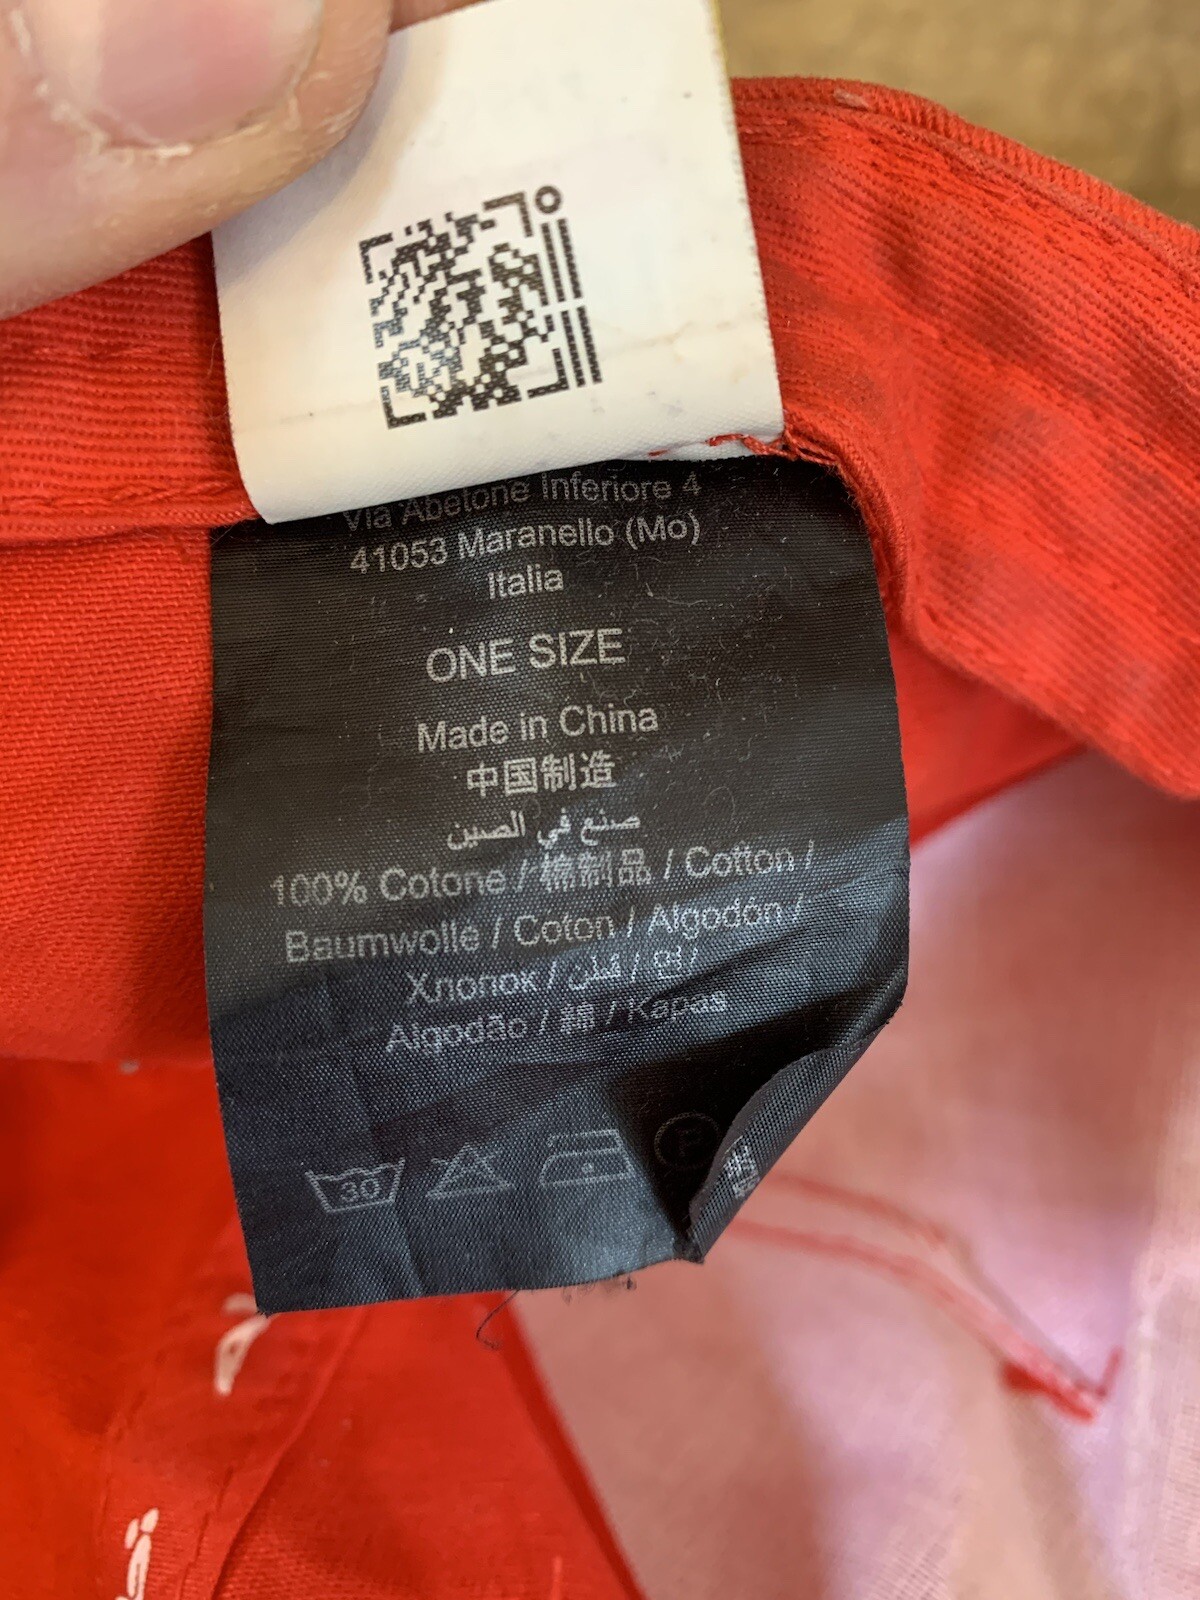 Via Abetone Inferiore 4
41053 Maranello (Mo)
Italia
ONE SIZE
Made in China
中国制造
صنع في الصين
100% Cotone / 棉制品 / Cotton /
Baumwolle / Coton / Algodón /
Хлопок / قطن / 면 /
Algodão / 綿 / Kapas
30
P